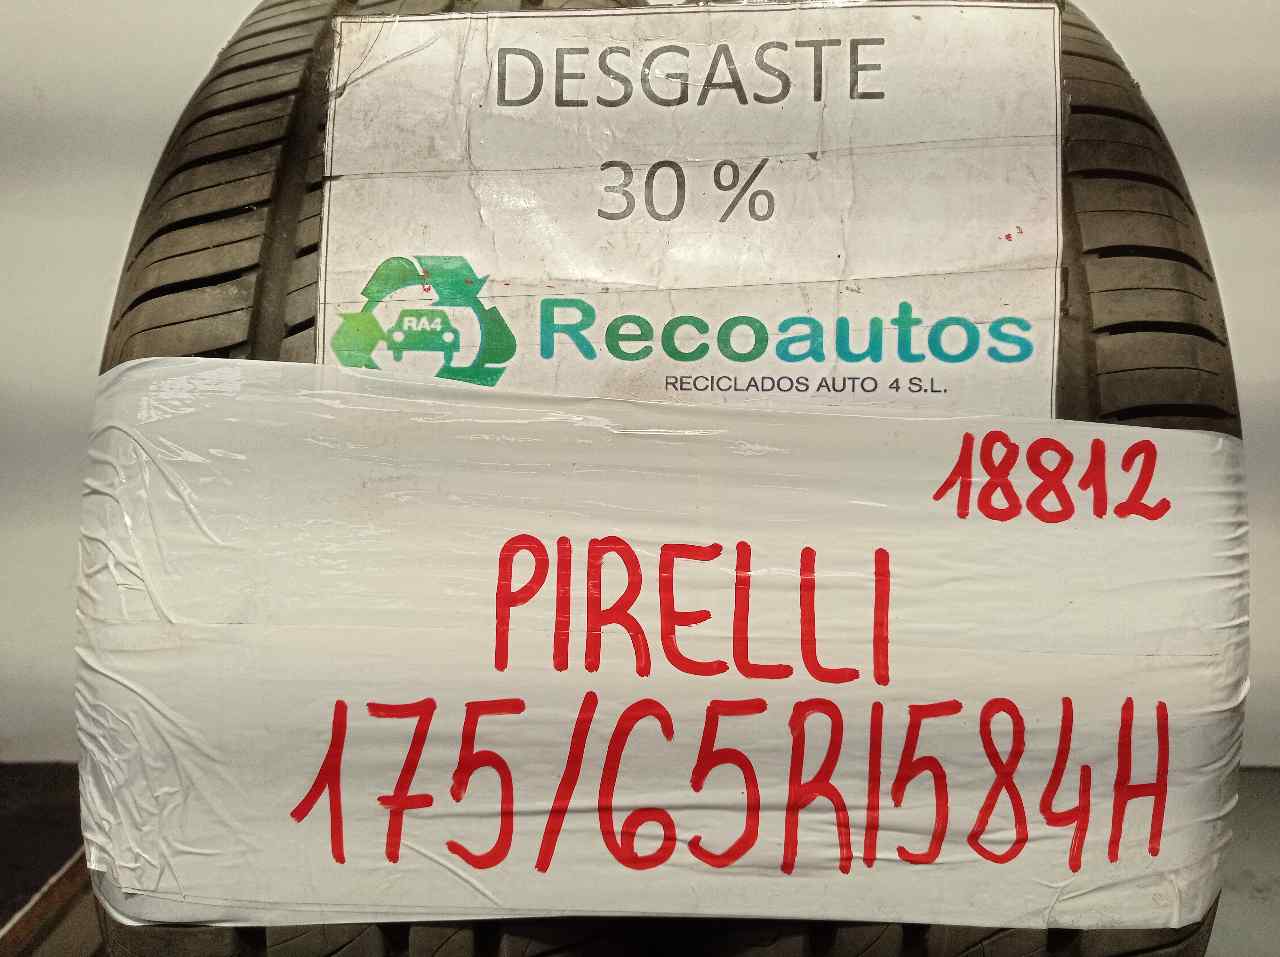 DESGASTE
30 %
RA4
Recoautos
RECICLADOS AUTO 4 S.L.
18812
PIRELLI
175/65R1584H